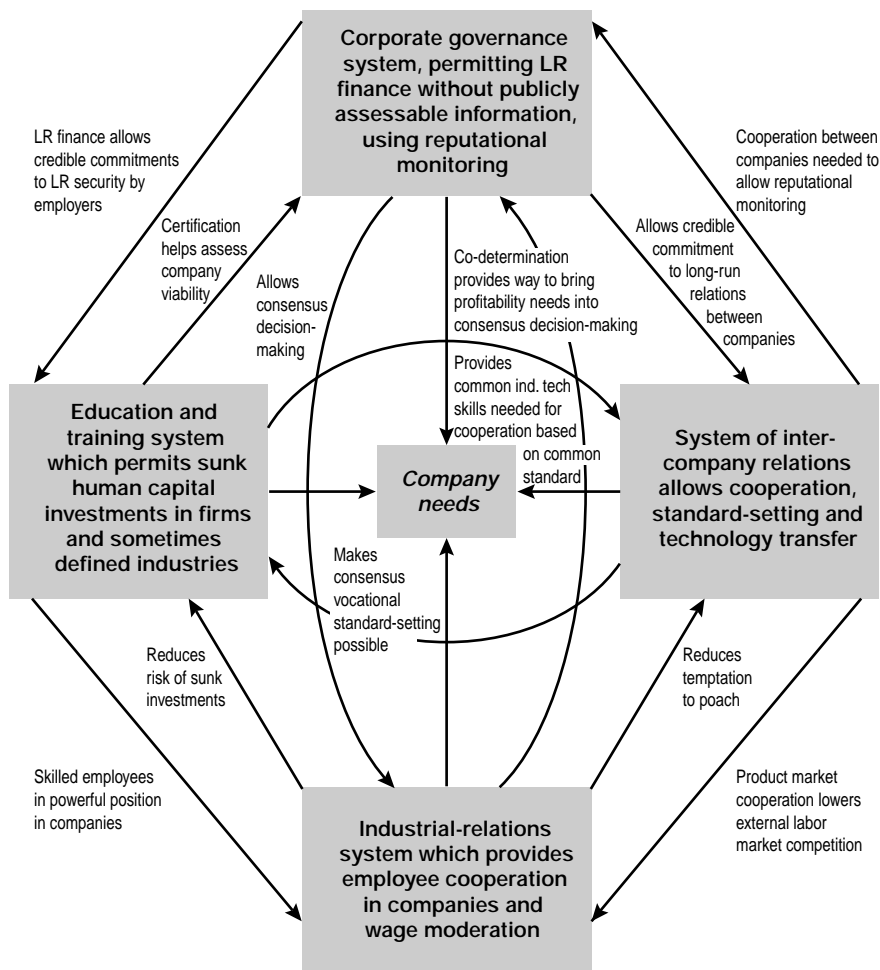 Corporate governance
system, permitting LR
finance without publicly
assessable information,
using reputational
monitoring
LR finance allows
credible commitments
to LR security by
employers
Cooperation between
companies needed to
allow reputational
monitoring
Certification
helps assess
company
viability
Allows
consensus
decision-
making
Co-determination
provides way to bring
profitability needs into
consensus decision-making
Allows credible
commitment
to long-run
relations
between
companies
Provides
common ind. tech
skills needed for
cooperation based
on common
standard
Education and
training system
which permits sunk
human capital
investments in firms
and sometimes
defined industries
Company
needs
System of inter-
company relations
allows cooperation,
standard-setting and
technology transfer
Makes
consensus
vocational
standard-setting
possible
Reduces
risk of sunk
investments
Reduces
temptation
to poach
Skilled employees
in powerful position
in companies
Product market
cooperation lowers
external labor
market competition
Industrial-relations
system which provides
employee cooperation
in companies and
wage moderation